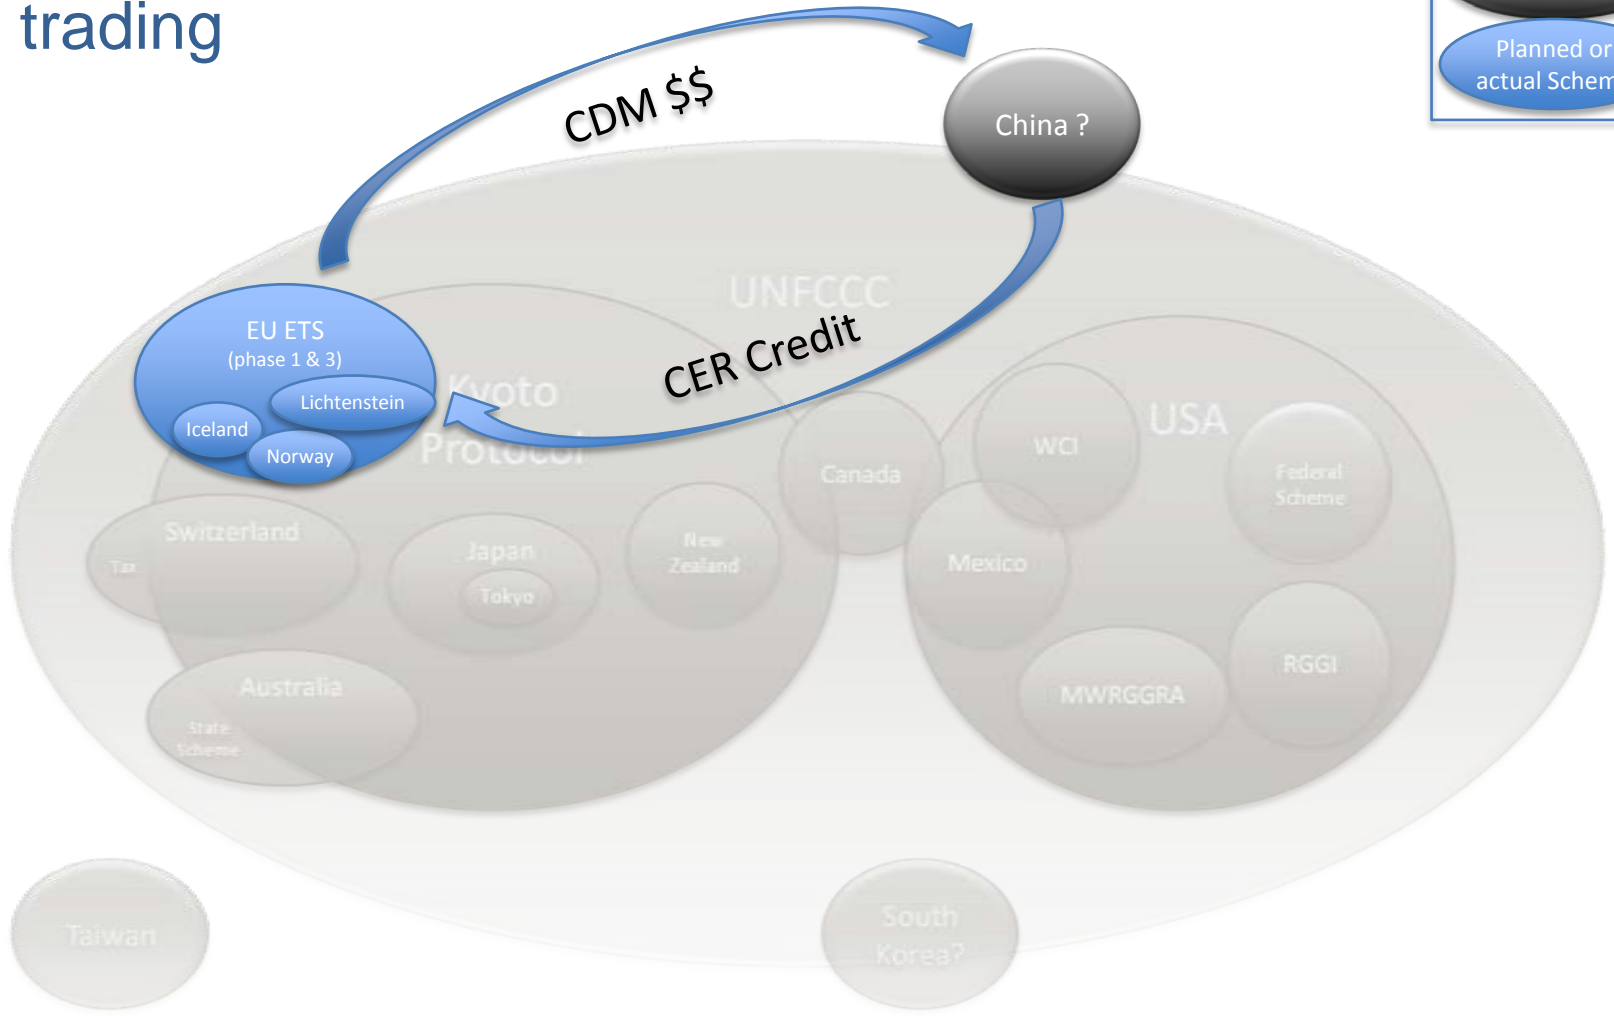 trading
Planned or
actual Schem
CDM $$
China ?
UNFCCC
EU ETS
(phase 1 & 3)
Lichtenstein
Iceland
Norway
CER Credit
Kyoto
Protocol
USA
Canada
WCI
Federal
Scheme
Switzerland
Tax
Japan
Tokyo
New
Zealand
Mexico
Australia
State
Scheme
MWRGGRA
RGGI
Taiwan
South
Korea?